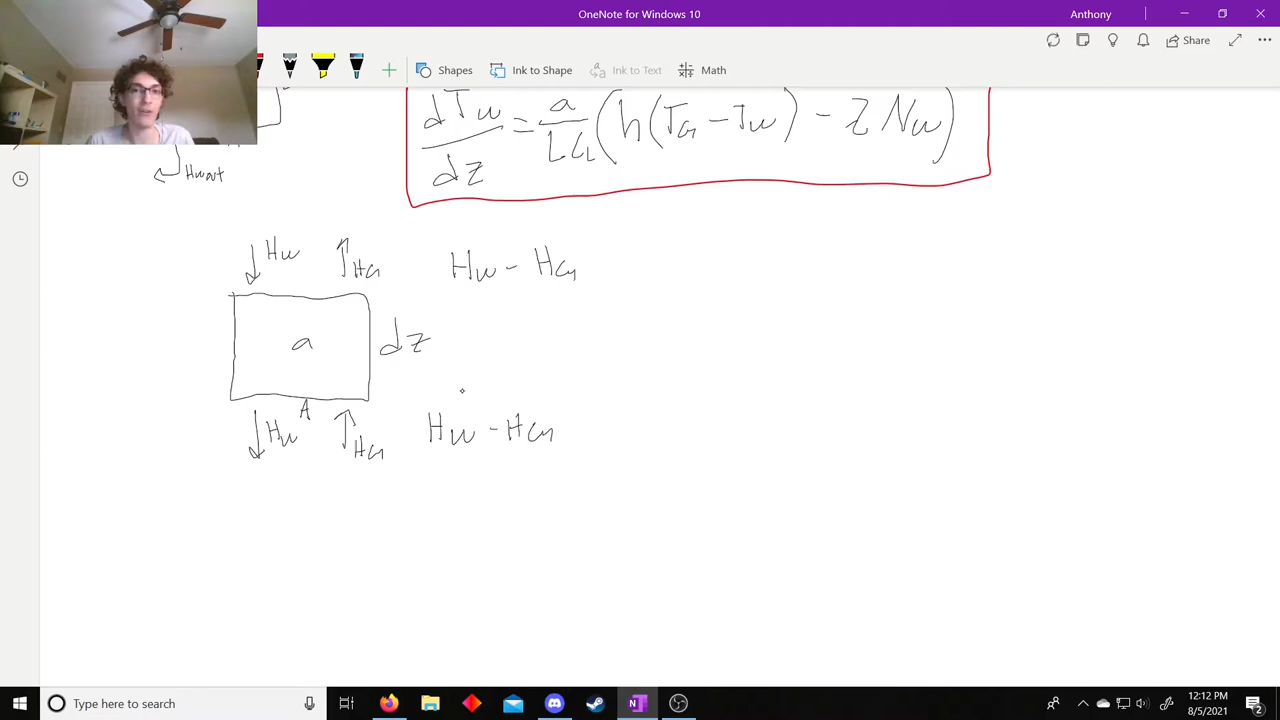 OneNote for Windows 10
Anthony
Shapes
Ink to Shape
Ink to Text
Math
Share
dTw/dz = a/(LCL) (h(TG - Tw) - Z Nw)
Hwout
Hw
HG
Hw - HG
a
dz
A
Hw
HG
Hw - HG
Type here to search
12:12 PM
8/5/2021
2